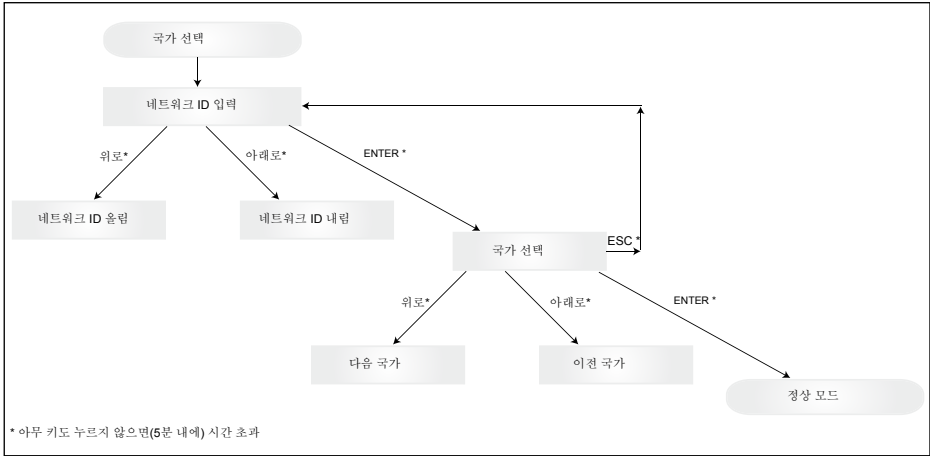 국가 선택
네트워크 ID 입력
위로*
아래로*
ENTER *
네트워크 ID 올림
네트워크 ID 내림
국가 선택
ESC *
위로*
아래로*
ENTER *
다음 국가
이전 국가
정상 모드
* 아무 키도 누르지 않으면(5분 내에) 시간 초과